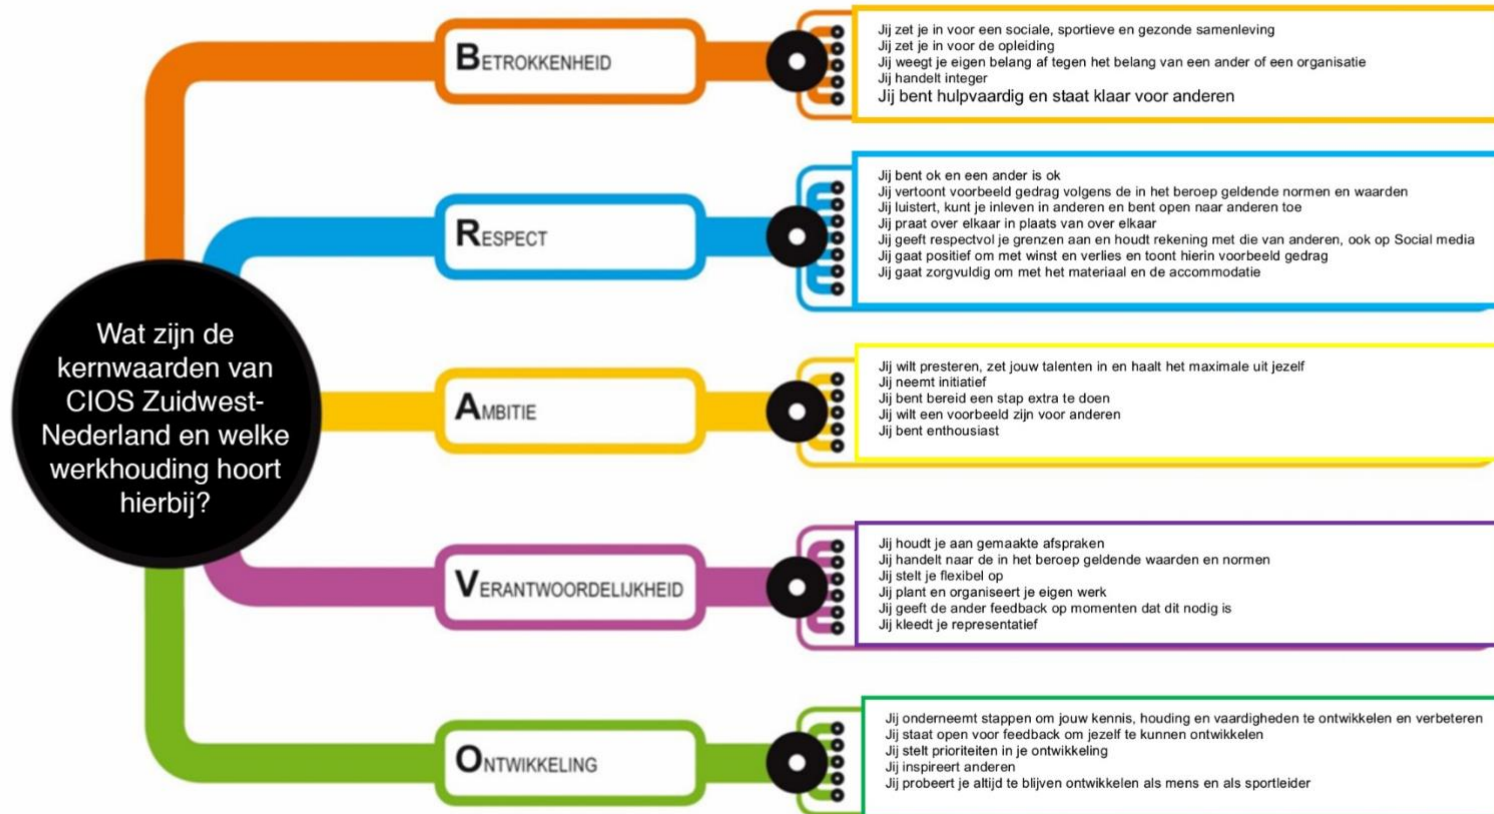 Wat zijn de
kernwaarden van
CIOS Zuidwest-
Nederland en welke
werkhouding hoort
hierbij?
BETROKKENHEID
Jij zet je in voor een sociale, sportieve en gezonde samenleving
Jij zet je in voor de opleiding
Jij weegt je eigen belang af tegen het belang van een ander of een organisatie
Jij handelt integer
Jij bent hulpvaardig en staat klaar voor anderen
RESPECT
Jij bent ok en een ander is ok
Jij vertoont voorbeeld gedrag volgens de in het beroep geldende normen en waarden
Jij luistert, kunt je inleven in anderen en bent open naar anderen toe
Jij praat over elkaar in plaats van over elkaar
Jij geeft respectvol je grenzen aan en houdt rekening met die van anderen, ook op Social media
Jij gaat positief om met winst en verlies en toont hierin voorbeeld gedrag
Jij gaat zorgvuldig om met het materiaal en de accommodatie
AMBITIE
Jij wilt presteren, zet jouw talenten in en haalt het maximale uit jezelf
Jij neemt initiatief
Jij bent bereid een stap extra te doen
Jij wilt een voorbeeld zijn voor anderen
Jij bent enthousiast
VERANTWOORDELIJKHEID
Jij houdt je aan gemaakte afspraken
Jij handelt naar de in het beroep geldende waarden en normen
Jij stelt je flexibel op
Jij plant en organiseert je eigen werk
Jij geeft de ander feedback op momenten dat dit nodig is
Jij kleedt je representatief
ONTWIKKELING
Jij onderneemt stappen om jouw kennis, houding en vaardigheden te ontwikkelen en verbeteren
Jij staat open voor feedback om jezelf te kunnen ontwikkelen
Jij stelt prioriteiten in je ontwikkeling
Jij inspireert anderen
Jij probeert je altijd te blijven ontwikkelen als mens en als sportleider